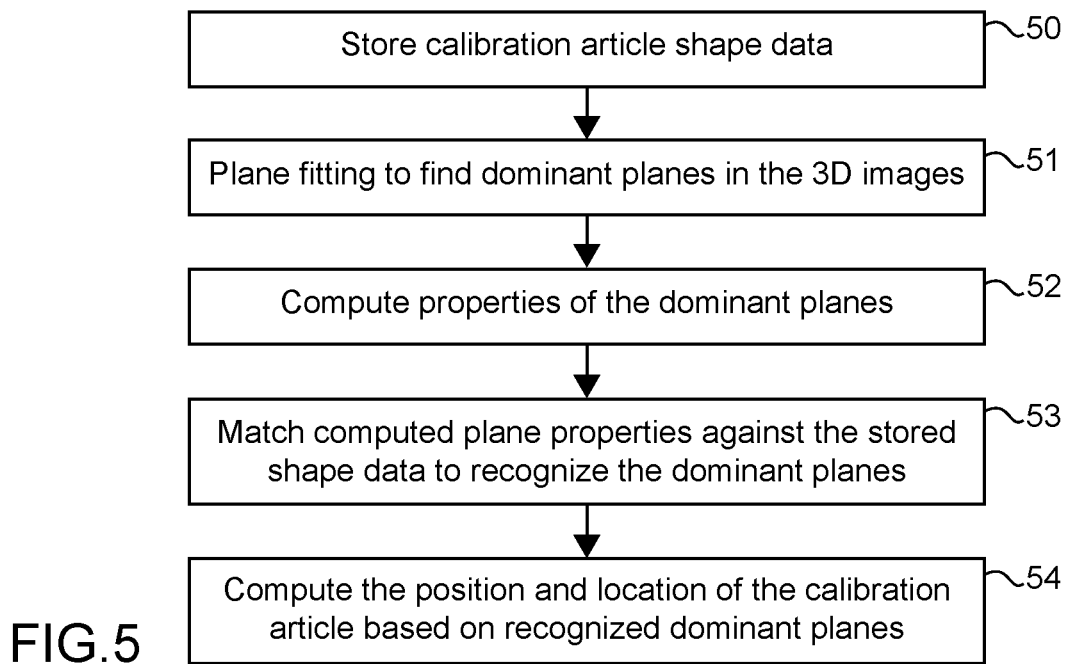 Store calibration article shape data
50
Plane fitting to find dominant planes in the 3D images
51
Compute properties of the dominant planes
52
Match computed plane properties against the stored
shape data to recognize the dominant planes
53
Compute the position and location of the calibration
article based on recognized dominant planes
54
FIG.5